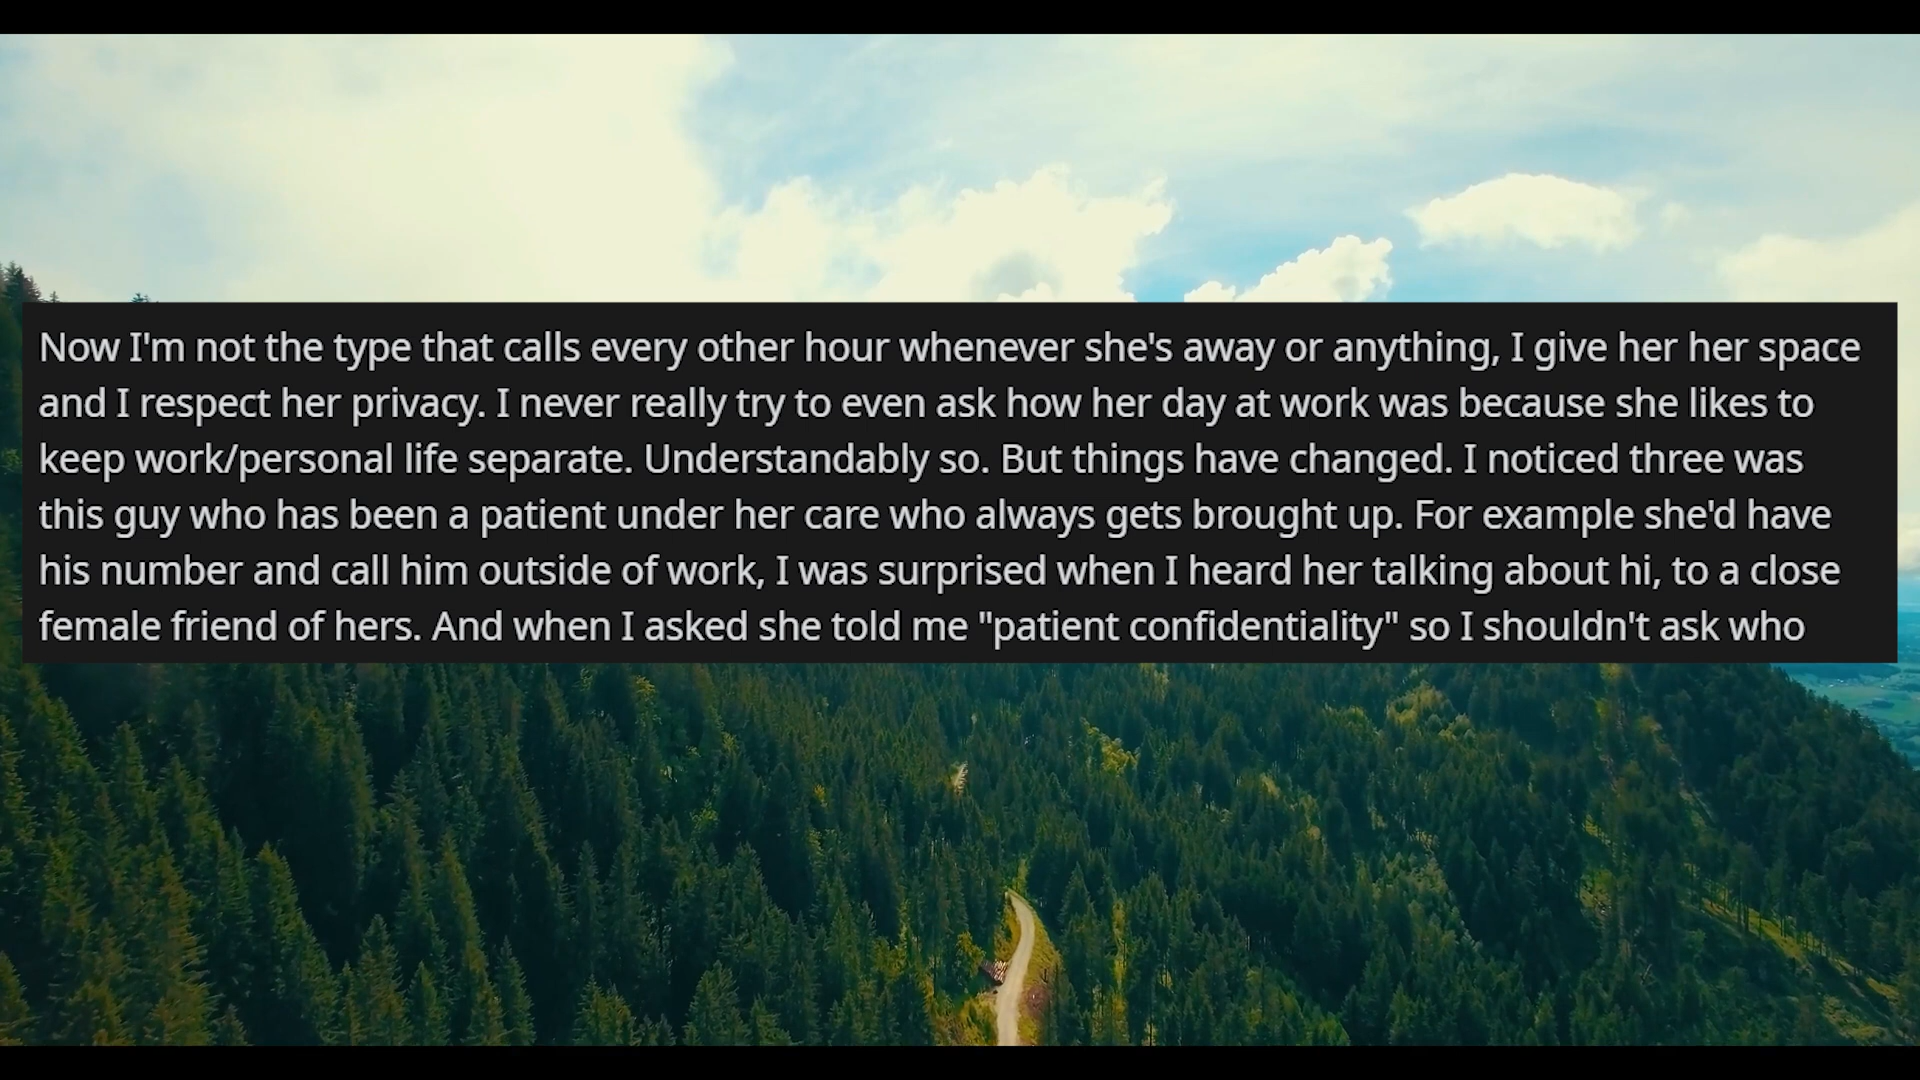 Now I'm not the type that calls every other hour whenever she's away or anything, I give her her space
and I respect her privacy. I never really try to even ask how her day at work was because she likes to
keep work/personal life separate. Understandably so. But things have changed. I noticed three was
this guy who has been a patient under her care who always gets brought up. For example she'd have
his number and call him outside of work, I was surprised when I heard her talking about hi, to a close
female friend of hers. And when I asked she told me "patient confidentiality" so I shouldn't ask who